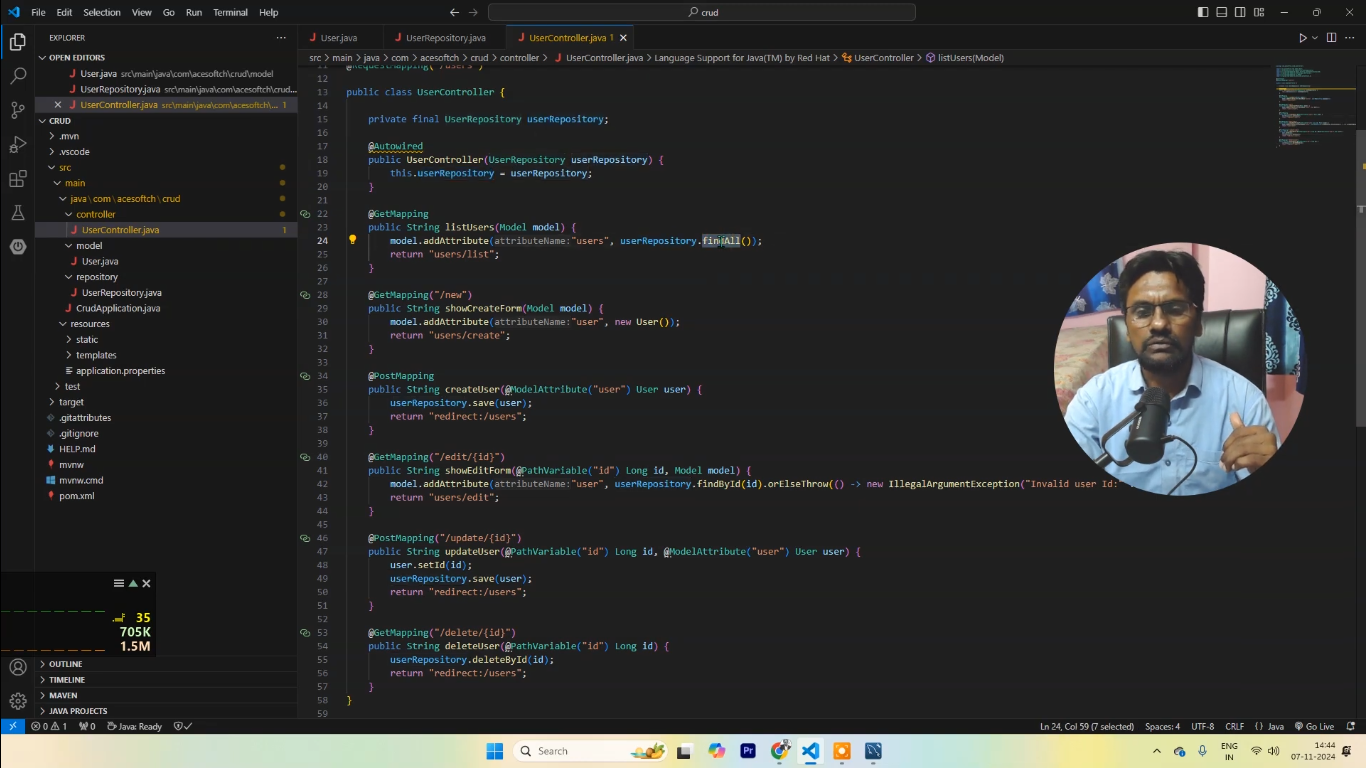 File Edit Selection View Go Run Terminal Help
crud
EXPLORER
User.java
UserRepository.java
UserController.java 1
src > main > java > com > acesoftch > crud > controller > UserController.java > Language Support for Java(TM) by Red Hat > UserController > listUsers(Model)
OPEN EDITORS
User.java src\main\java\com\acesoftch\crud\model
UserRepository.java src\main\java\com\acesoftch\crud...
UserController.java src\main\java\com\acesoftch\... 1
CRUD
.mvn
.vscode
src
main
java \ com \ acesoftch \ crud
controller
UserController.java 1
model
User.java
repository
UserRepository.java
CrudApplication.java
resources
static
templates
application.properties
test
target
.gitattributes
.gitignore
HELP.md
mvnw
mvnw.cmd
pom.xml
35
705K
1.5M
OUTLINE
TIMELINE
MAVEN
JAVA PROJECTS
11 @RequestMapping("/users")
12
13 public class UserController {
14
15 private final UserRepository userRepository;
16
17 @Autowired
18 public UserController(UserRepository userRepository) {
19 this.userRepository = userRepository;
20 }
21
22 @GetMapping
23 public String listUsers(Model model) {
24 model.addAttribute(attributeName:"users", userRepository.findAll());
25 return "users/list";
26 }
27
28 @GetMapping("/new")
29 public String showCreateForm(Model model) {
30 model.addAttribute(attributeName:"user", new User());
31 return "users/create";
32 }
33
34 @PostMapping
35 public String createUser(@ModelAttribute("user") User user) {
36 userRepository.save(user);
37 return "redirect:/users";
38 }
39
40 @GetMapping("/edit/{id}")
41 public String showEditForm(@PathVariable("id") Long id, Model model) {
42 model.addAttribute(attributeName:"user", userRepository.findById(id).orElseThrow(() -> new IllegalArgumentException("Invalid user Id:"
43 return "users/edit";
44 }
45
46 @PostMapping("/update/{id}")
47 public String updateUser(@PathVariable("id") Long id, @ModelAttribute("user") User user) {
48 user.setId(id);
49 userRepository.save(user);
50 return "redirect:/users";
51 }
52
53 @GetMapping("/delete/{id}")
54 public String deleteUser(@PathVariable("id") Long id) {
55 userRepository.deleteById(id);
56 return "redirect:/users";
57 }
58 }
59
0 1 0 Java: Ready
Ln 24, Col 59 (7 selected) Spaces: 4 UTF-8 CRLF {} Java Go Live
Search
Pr
ENG
IN
14:44
07-11-2024